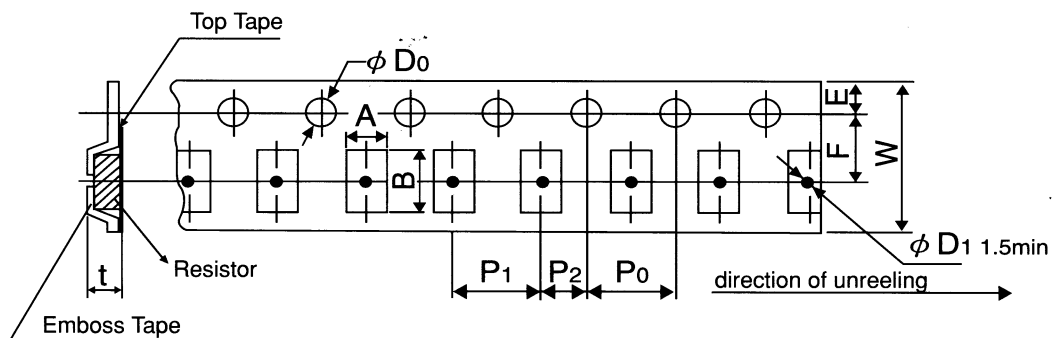 Top Tape
φ D0
A
B
E
F
W
φ D1 1.5min
Resistor
t
P1
P2
P0
direction of unreeling
Emboss Tape